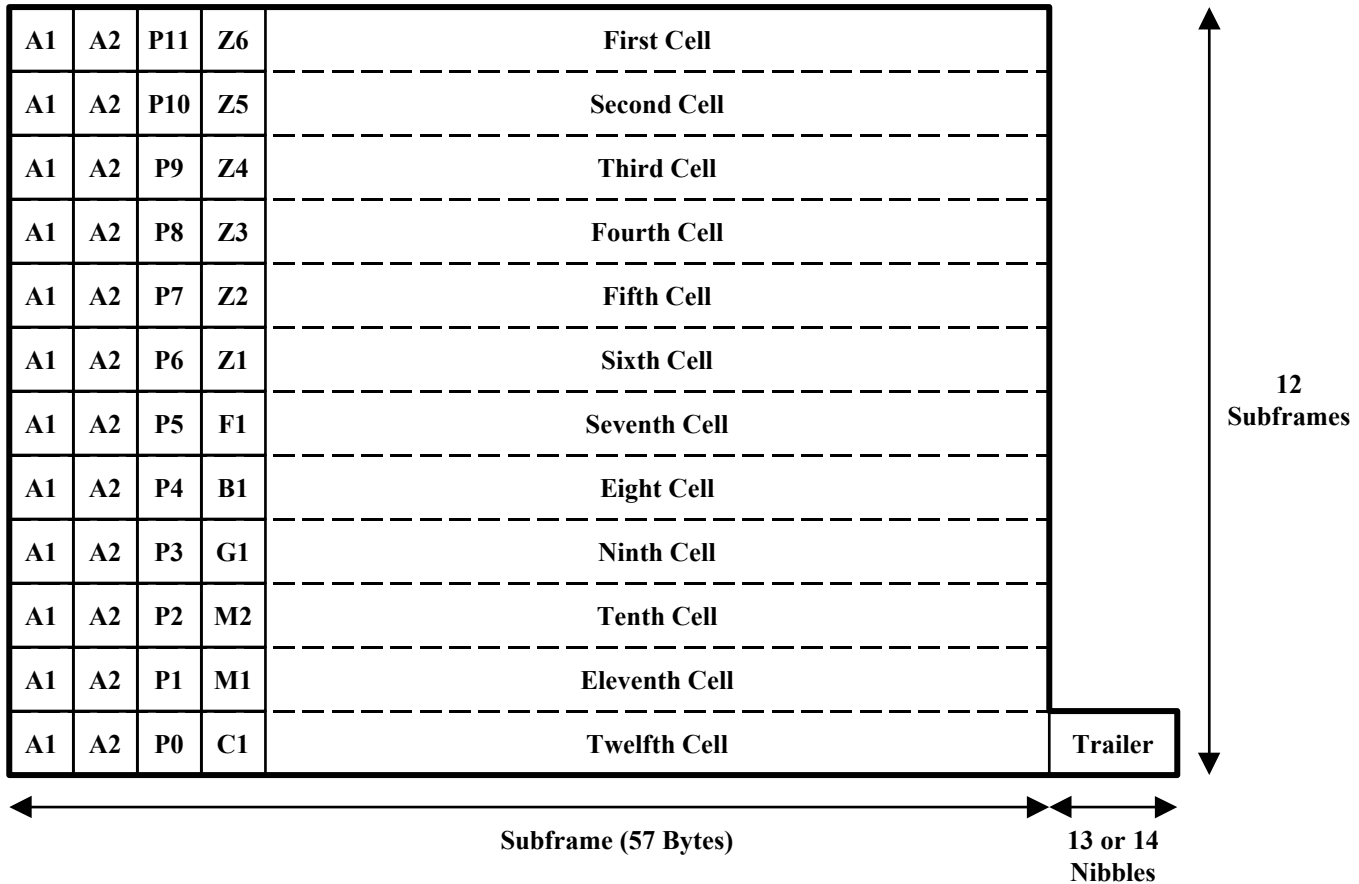 A1 A2 P11 Z6 First Cell
A1 A2 P10 Z5 Second Cell
A1 A2 P9 Z4 Third Cell
A1 A2 P8 Z3 Fourth Cell
A1 A2 P7 Z2 Fifth Cell
A1 A2 P6 Z1 Sixth Cell
12
Subframes
A1 A2 P5 F1 Seventh Cell
A1 A2 P4 B1 Eight Cell
A1 A2 P3 G1 Ninth Cell
A1 A2 P2 M2 Tenth Cell
A1 A2 P1 M1 Eleventh Cell
A1 A2 P0 C1 Twelfth Cell Trailer
Subframe (57 Bytes)
13 or 14
Nibbles